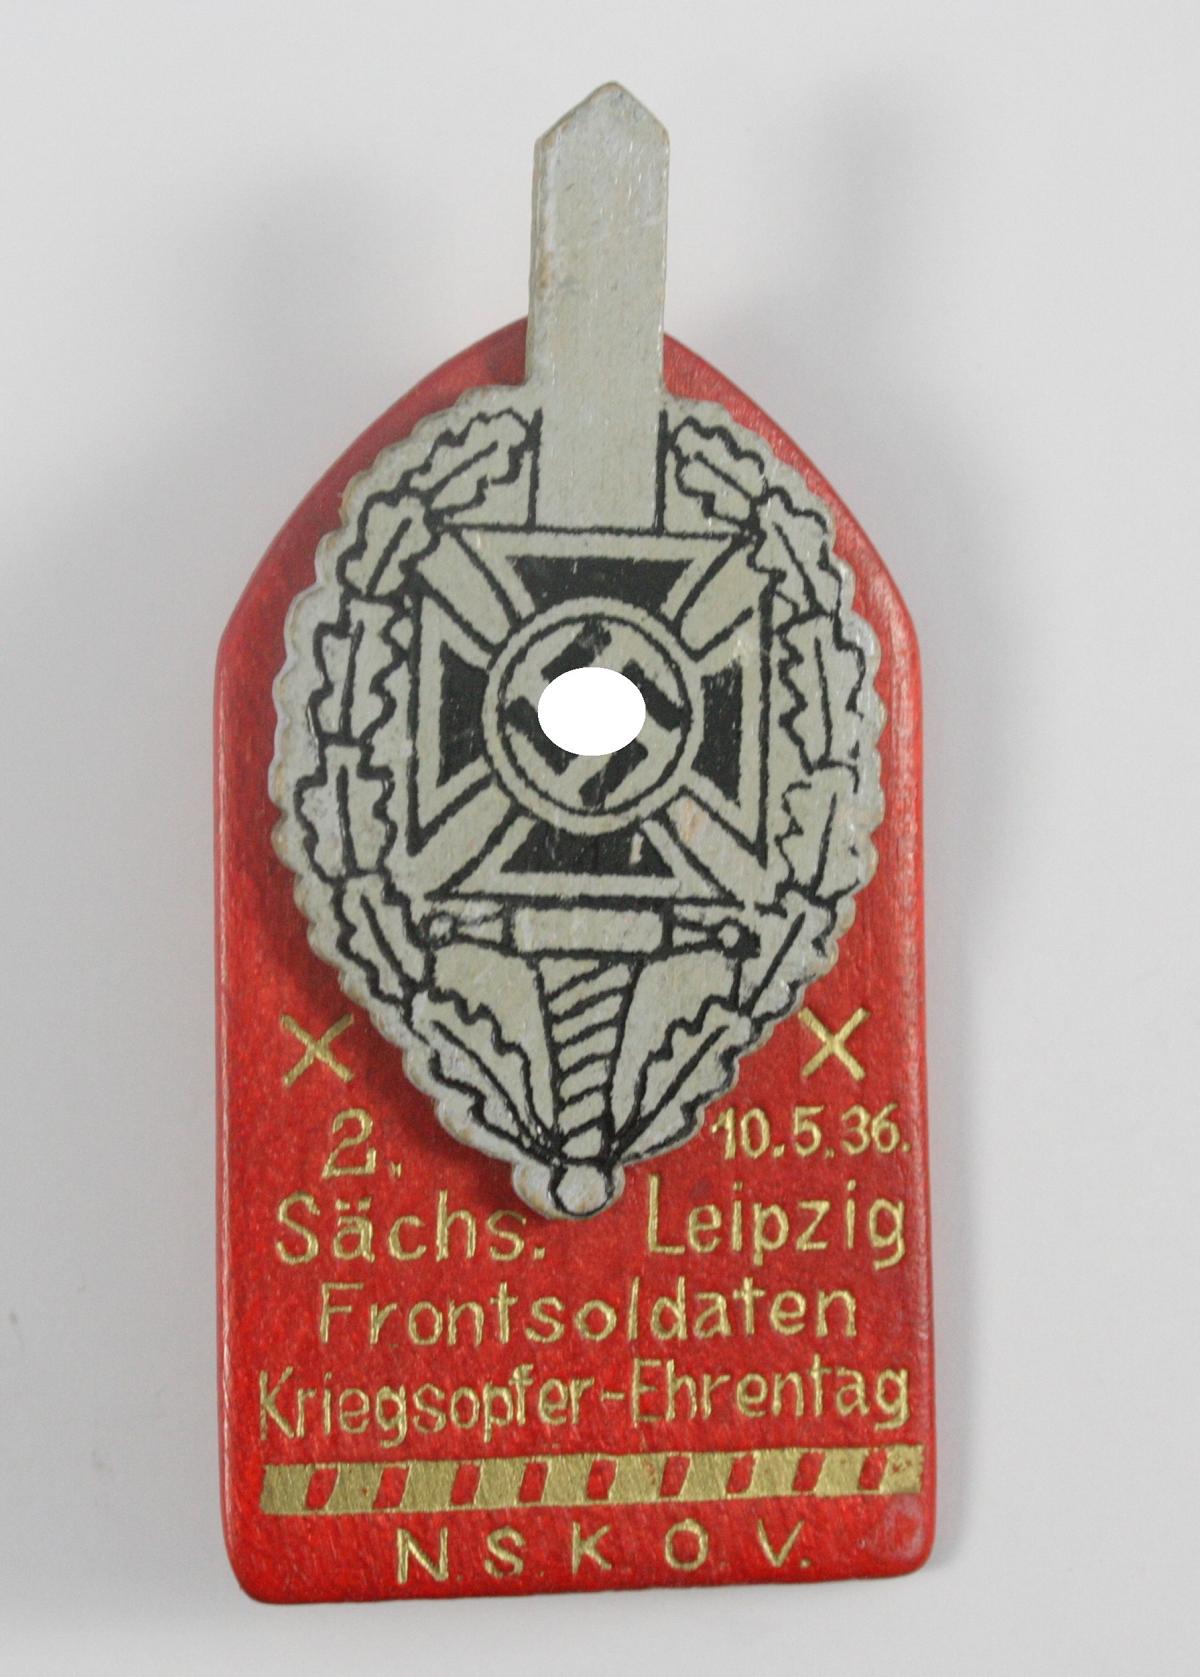 2. 10.5.36.
Sächs. Leipzig
Frontsoldaten
Kriegsopfer-Ehrentag
N.S.K.O.V.